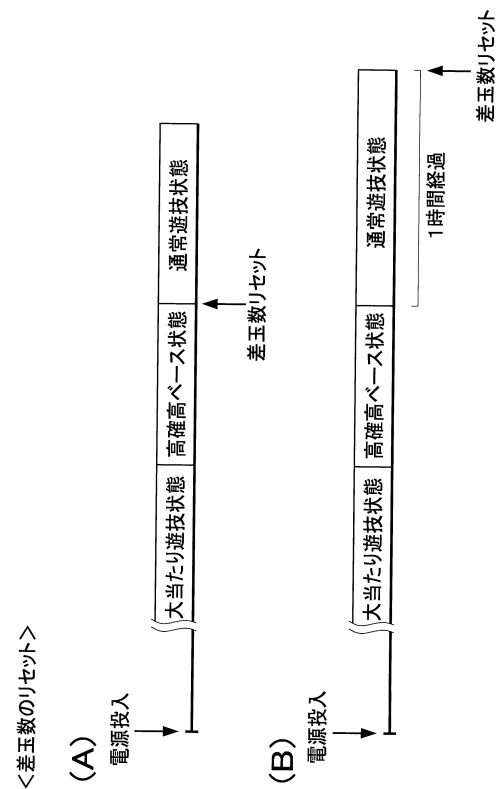 <差玉数のリセット>
(A)
電源投入
大当たり遊技状態
高確高ベース状態
通常遊技状態
差玉数リセット
(B)
電源投入
大当たり遊技状態
高確高ベース状態
通常遊技状態
1時間経過
差玉数リセット